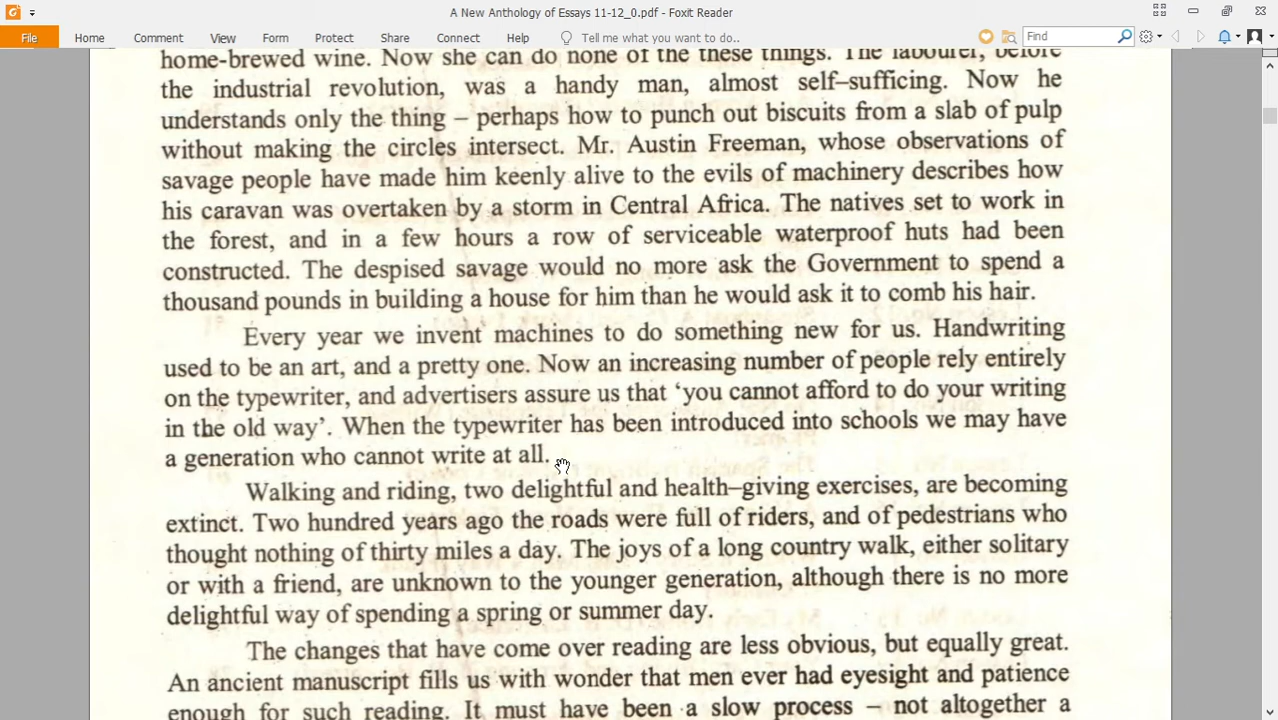 A New Anthology of Essays 11-12_0.pdf - Foxit Reader
File Home Comment View Form Protect Share Connect Help Tell me what you want to do.. Find
home-brewed wine. Now she can do none of the these things. The labourer, before
the industrial revolution, was a handy man, almost self–sufficing. Now he
understands only the thing – perhaps how to punch out biscuits from a slab of pulp
without making the circles intersect. Mr. Austin Freeman, whose observations of
savage people have made him keenly alive to the evils of machinery describes how
his caravan was overtaken by a storm in Central Africa. The natives set to work in
the forest, and in a few hours a row of serviceable waterproof huts had been
constructed. The despised savage would no more ask the Government to spend a
thousand pounds in building a house for him than he would ask it to comb his hair.
Every year we invent machines to do something new for us. Handwriting
used to be an art, and a pretty one. Now an increasing number of people rely entirely
on the typewriter, and advertisers assure us that ‘you cannot afford to do your writing
in the old way’. When the typewriter has been introduced into schools we may have
a generation who cannot write at all.
Walking and riding, two delightful and health–giving exercises, are becoming
extinct. Two hundred years ago the roads were full of riders, and of pedestrians who
thought nothing of thirty miles a day. The joys of a long country walk, either solitary
or with a friend, are unknown to the younger generation, although there is no more
delightful way of spending a spring or summer day.
The changes that have come over reading are less obvious, but equally great.
An ancient manuscript fills us with wonder that men ever had eyesight and patience
enough for such reading. It must have been a slow process – not altogether a